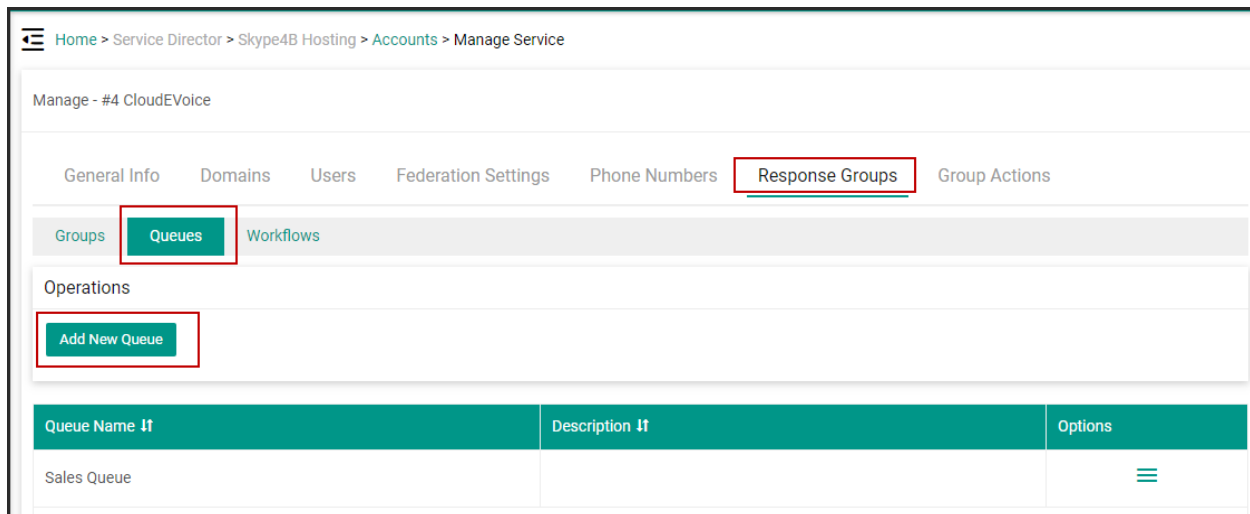 Home > Service Director > Skype4B Hosting > Accounts > Manage Service
Manage - #4 CloudEVoice
General Info Domains Users Federation Settings Phone Numbers Response Groups Group Actions
Groups Queues Workflows
Operations
Add New Queue
Queue Name Description Options
Sales Queue